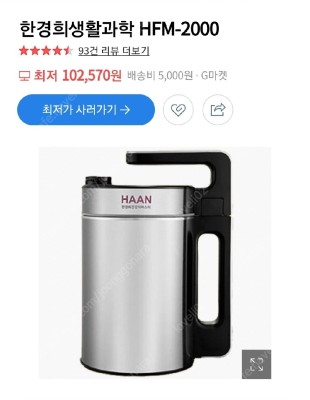 한경희생활과학 HFM-2000
93건 리뷰 더보기
최저 102,570원 배송비 5,000원 · G마켓
최저가 사러가기 →
HAAN